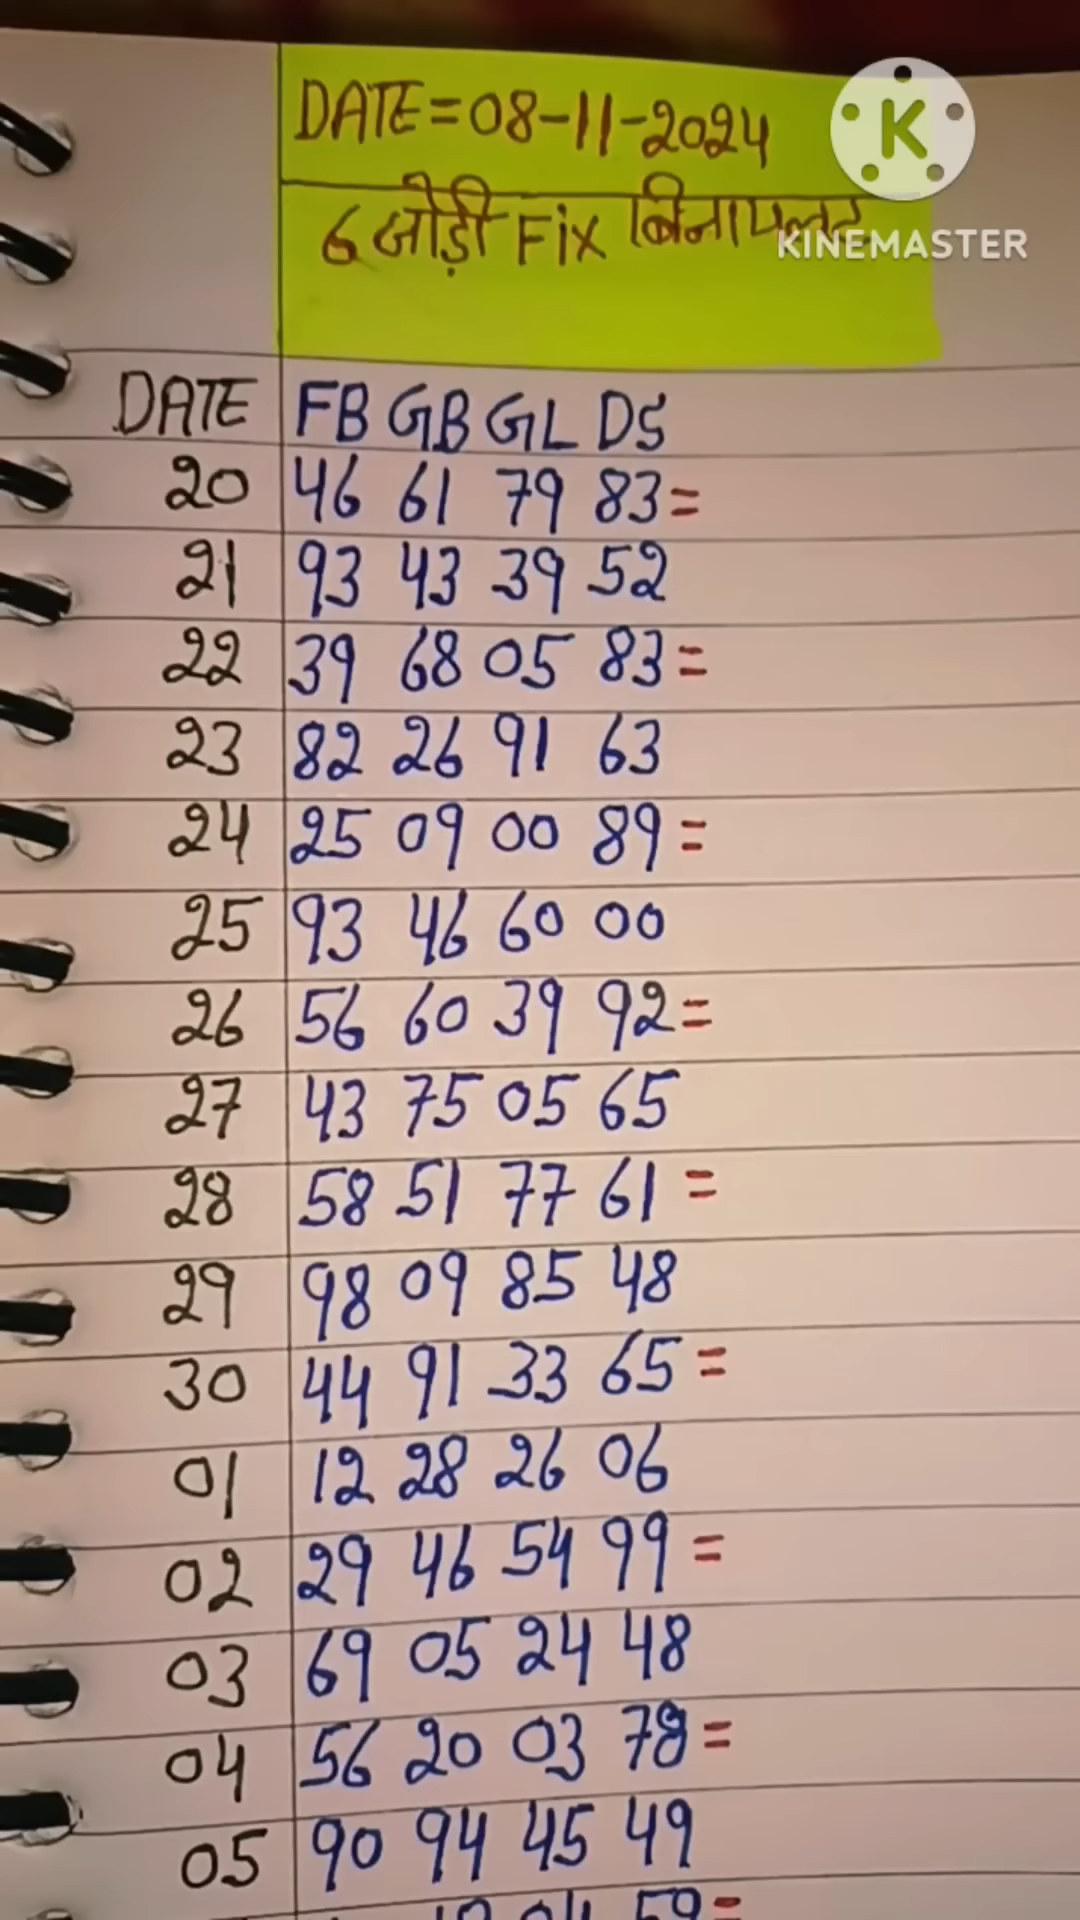 DATE=08-11-2024
K
6 जोड़ी Fix बिना पलट
KINEMASTER
DATE FB GB GL DS
20 46 61 79 83=
21 93 43 39 52
22 39 68 05 83=
23 82 26 91 63
24 25 09 00 89=
25 93 46 60 00
26 56 60 39 92=
27 43 75 05 65
28 58 51 77 61=
29 98 09 85 48
30 44 91 33 65=
01 12 28 26 06
02 29 46 54 99=
03 69 05 24 48
04 56 20 03 78=
05 90 94 45 49